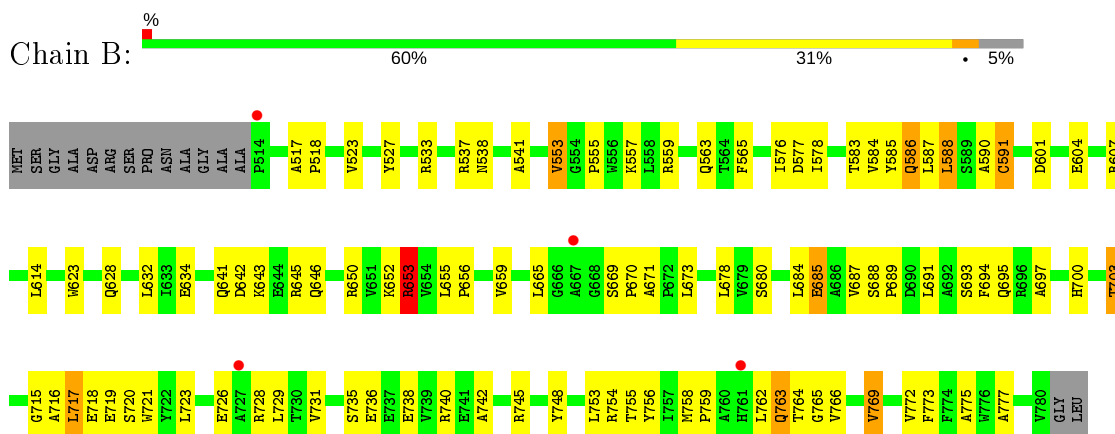 %
Chain B:
60% 31% • 5%
MET SER GLY ALA ASP ARG SER PRO ASN ALA GLY ALA ALA P514 A517 P518 V523 Y527 R533 R537 N538 A541 V553 G554 P555 W556 K557 L558 R559 Q563 T564 F565 I576 D577 I578 T583 V584 Y585 Q586 L587 L588 S589 A590 C591 D601 E604
L614 W623 Q628 L632 I633 E634 Q641 D642 K643 E644 R645 Q646 R650 V651 K652 R653 V654 L655 P656 V659 L665 G666 A667 G668 S669 P670 A671 P672 L673 L678 V679 S680 L684 E685 A686 V687 S688 P689 D690 L691 A692 S693 F694 Q695 R696 A697 H700
G715 A716 L717 E718 E719 S720 W721 Y722 L723 E726 A727 R728 L729 T730 V731 S735 E736 E737 E738 V739 R740 E741 A742 R745 Y748 L753 R754 T755 Y756 I757 M758 P759 A760 H761 L762 Q763 T764 G765 V766 V769 V772 F773 F774 A775 W776 A777 V780 GLY LEU